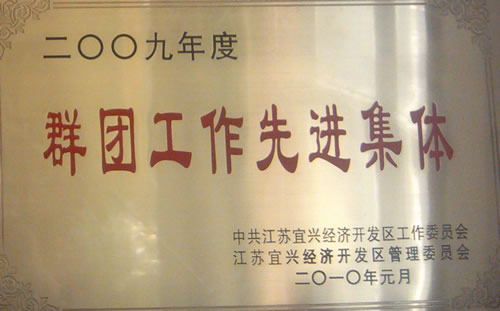 二〇〇九年度
群团工作先进集体
中共江苏宜兴经济开发区工作委员会
江苏宜兴经济开发区管理委员会
二〇一〇年元月